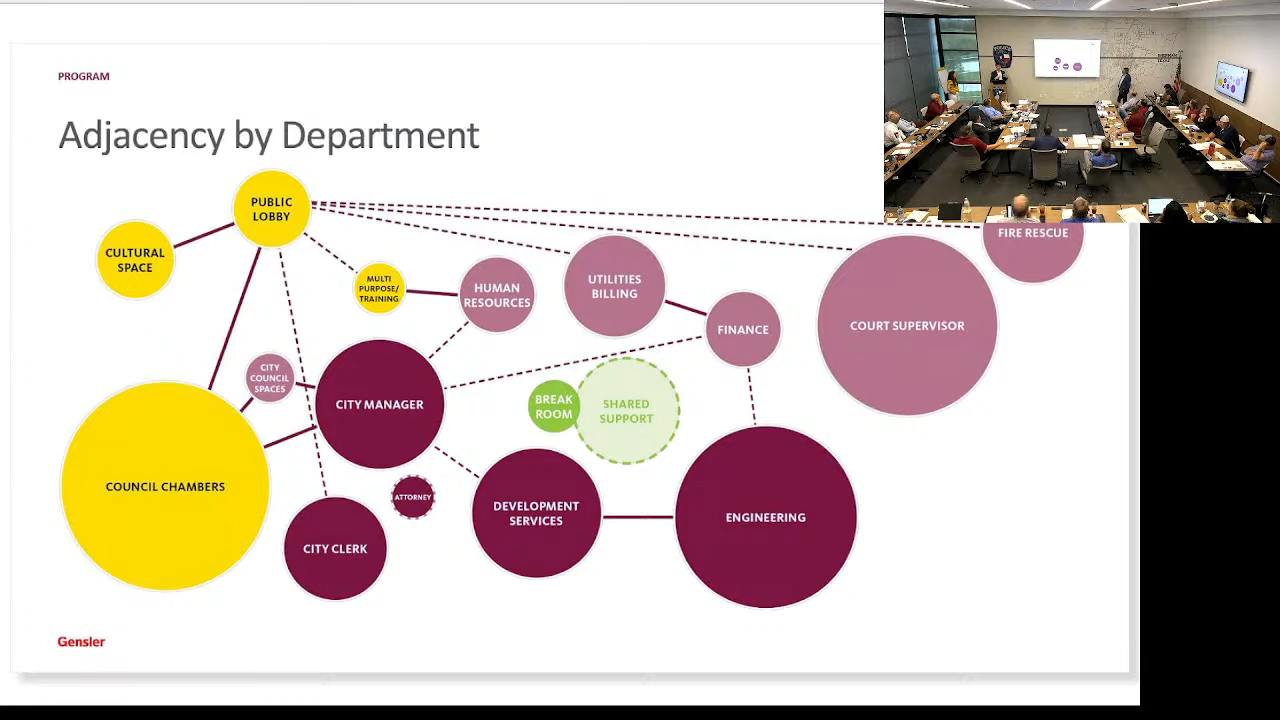 PROGRAM
Adjacency by Department
PUBLIC
LOBBY
CULTURAL
SPACE
MULTI
PURPOSE/
TRAINING
HUMAN
RESOURCES
UTILITIES
BILLING
FINANCE
COURT SUPERVISOR
FIRE RESCUE
CITY
COUNCIL
SPACES
CITY MANAGER
BREAK
ROOM
SHARED
SUPPORT
COUNCIL CHAMBERS
ATTORNEY
CITY CLERK
DEVELOPMENT
SERVICES
ENGINEERING
Gensler